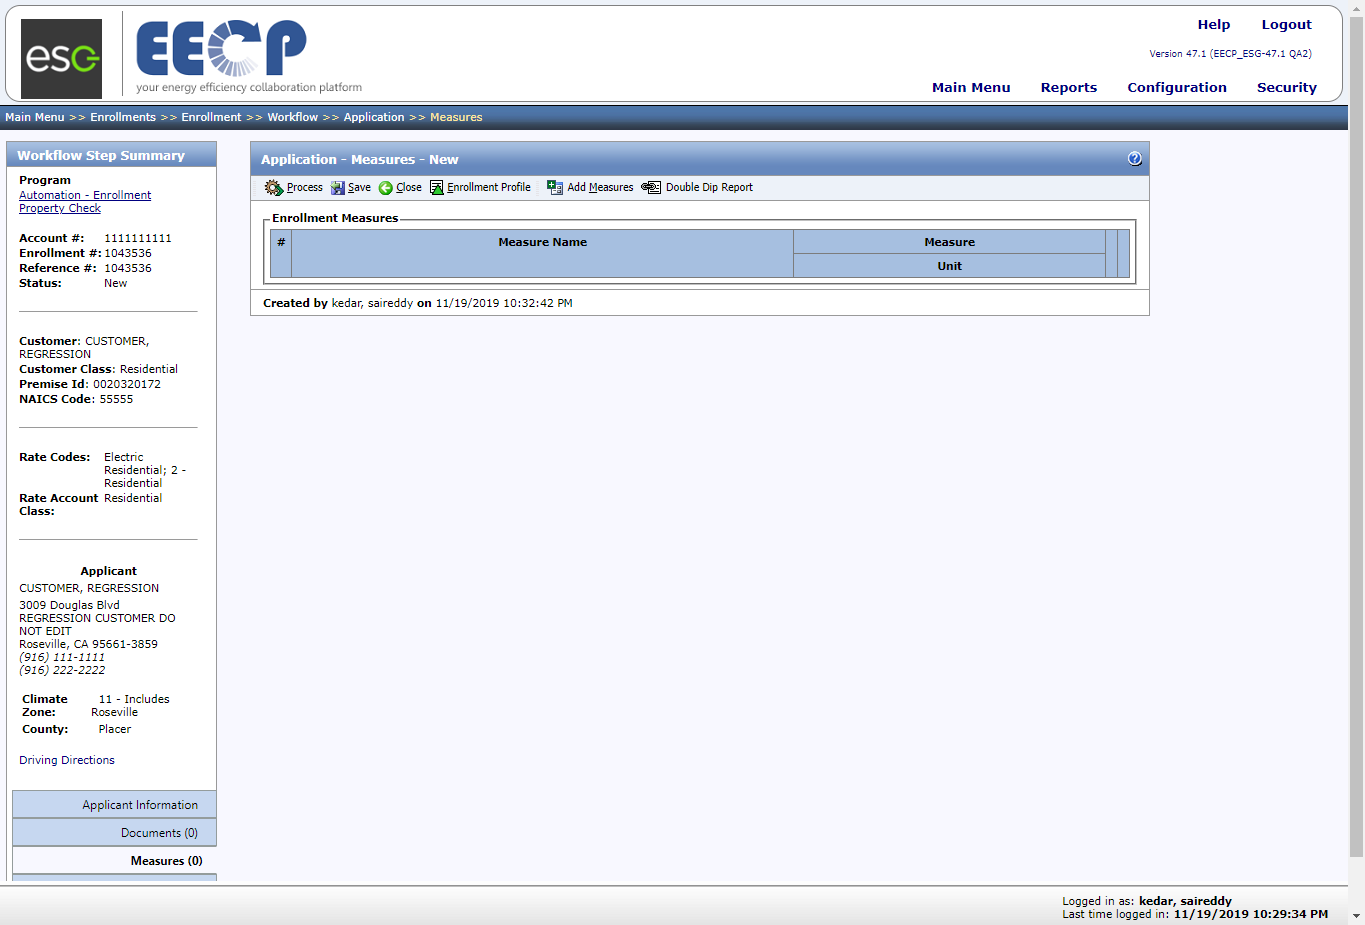 esg
EECP
your energy efficiency collaboration platform
Help Logout
Version 47.1 (EECP_ESG-47.1 QA2)
Main Menu Reports Configuration Security
Main Menu >> Enrollments >> Enrollment >> Workflow >> Application >> Measures
Workflow Step Summary
Program
Automation - Enrollment
Property Check
Account #: 1111111111
Enrollment #: 1043536
Reference #: 1043536
Status: New
Customer: CUSTOMER,
REGRESSION
Customer Class: Residential
Premise Id: 0020320172
NAICS Code: 55555
Rate Codes: Electric
Residential; 2 -
Residential
Rate Account Residential
Class:
Applicant
CUSTOMER, REGRESSION
3009 Douglas Blvd
REGRESSION CUSTOMER DO
NOT EDIT
Roseville, CA 95661-3859
(916) 111-1111
(916) 222-2222
Climate 11 - Includes
Zone: Roseville
County: Placer
Driving Directions
Applicant Information
Documents (0)
Measures (0)
Application - Measures - New
?
Process Save Close Enrollment Profile Add Measures Double Dip Report
Enrollment Measures
# Measure Name Measure
Unit
Created by kedar, saireddy on 11/19/2019 10:32:42 PM
Logged in as: kedar, saireddy
Last time logged in: 11/19/2019 10:29:34 PM